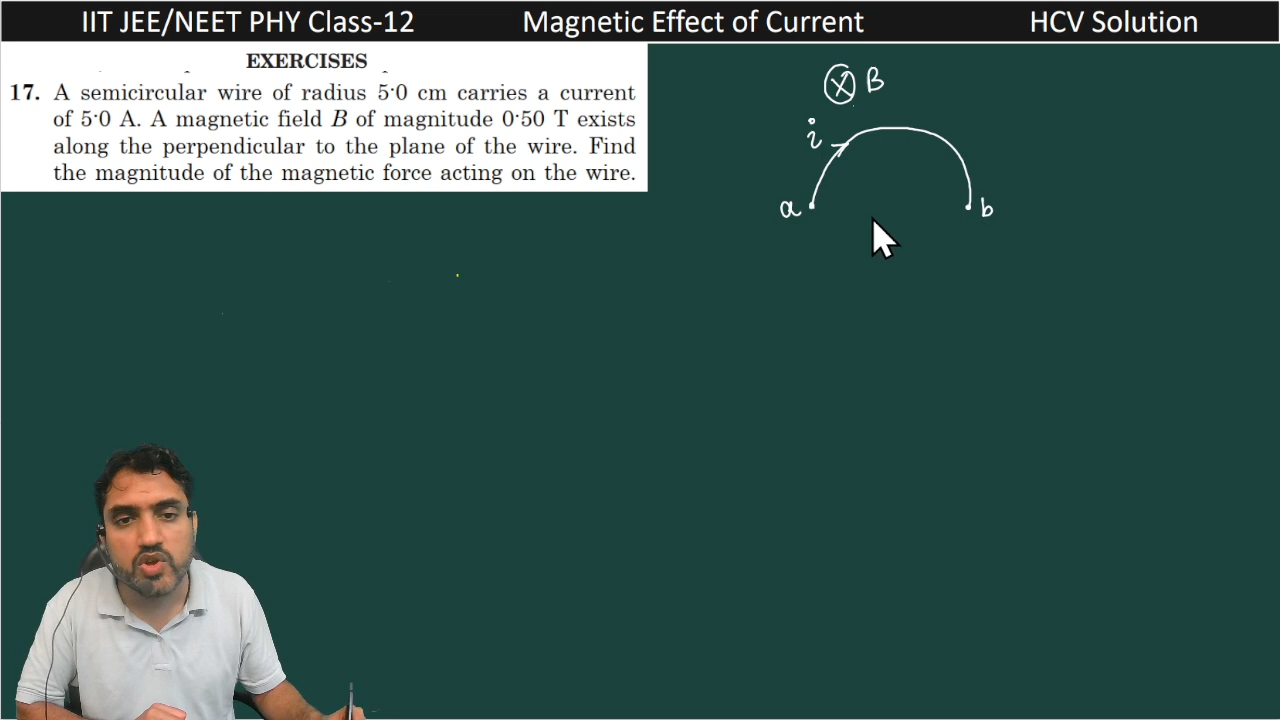 IIT JEE/NEET PHY Class-12 Magnetic Effect of Current HCV Solution
EXERCISES
17. A semicircular wire of radius 5·0 cm carries a current
of 5·0 A. A magnetic field B of magnitude 0·50 T exists
along the perpendicular to the plane of the wire. Find
the magnitude of the magnetic force acting on the wire.
⊗ B
i
a b